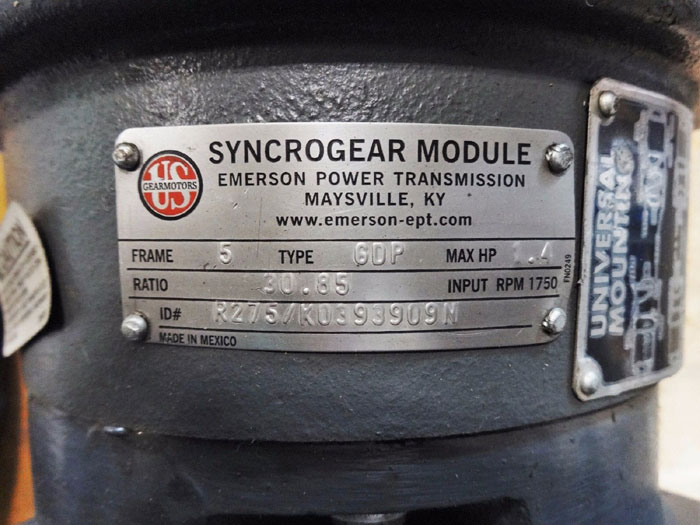 US
GEARMOTORS
SYNCROGEAR MODULE
EMERSON POWER TRANSMISSION
MAYSVILLE, KY
www.emerson-ept.com
FRAME 5 TYPE GDP MAX HP 1.4
RATIO 30.85 INPUT RPM 1750
ID# R275/K0393909M
MADE IN MEXICO
FN0249
UNIVERSAL
MOUNTING